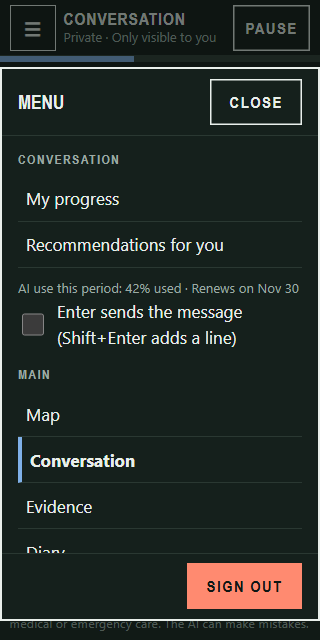 CONVERSATION
Private · Only visible to you
PAUSE
MENU
CLOSE
CONVERSATION
My progress
Recommendations for you
AI use this period: 42% used · Renews on Nov 30
Enter sends the message
(Shift+Enter adds a line)
MAIN
Map
Conversation
Evidence
Diary
SIGN OUT
medical or emergency care. The AI can make mistakes.